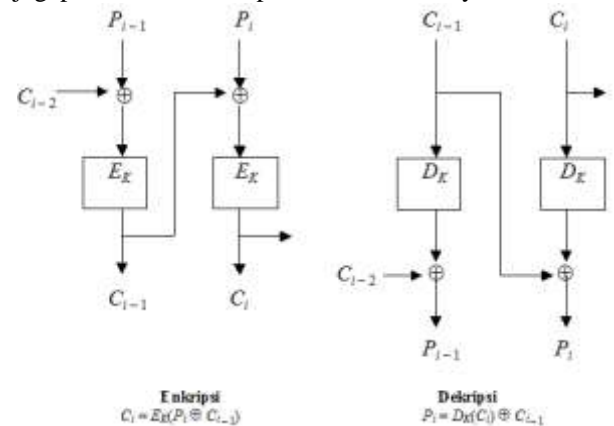 P_{i-1} P_i C_{i-1} C_i
C_{i-2} ⊕ ⊕
E_K E_K D_K D_K
C_{i-2} ⊕ ⊕
C_{i-1} C_i
P_{i-1} P_i
Enkripsi
C_i = E_K(P_i ⊕ C_{i-1})
Dekripsi
P_i = D_K(C_i) ⊕ C_{i-1}